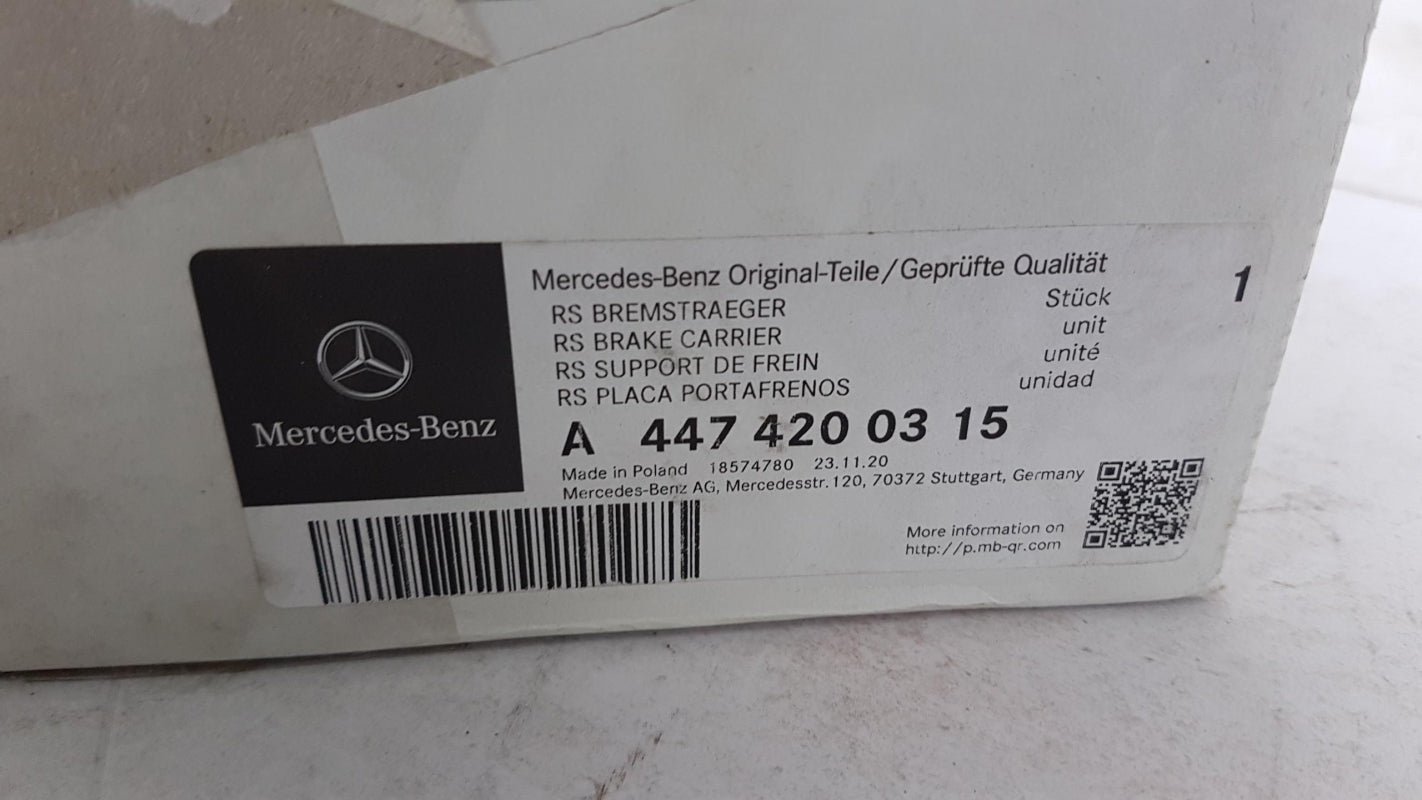 Mercedes-Benz
Mercedes-Benz Original-Teile/Geprüfte Qualität
RS BREMSTRAEGER Stück 1
RS BRAKE CARRIER unit
RS SUPPORT DE FREIN unité
RS PLACA PORTAFRENOS unidad
A 447 420 03 15
Made in Poland 18574780 23.11.20
Mercedes-Benz AG, Mercedesstr. 120, 70372 Stuttgart, Germany
More information on
http://p.mb-qr.com